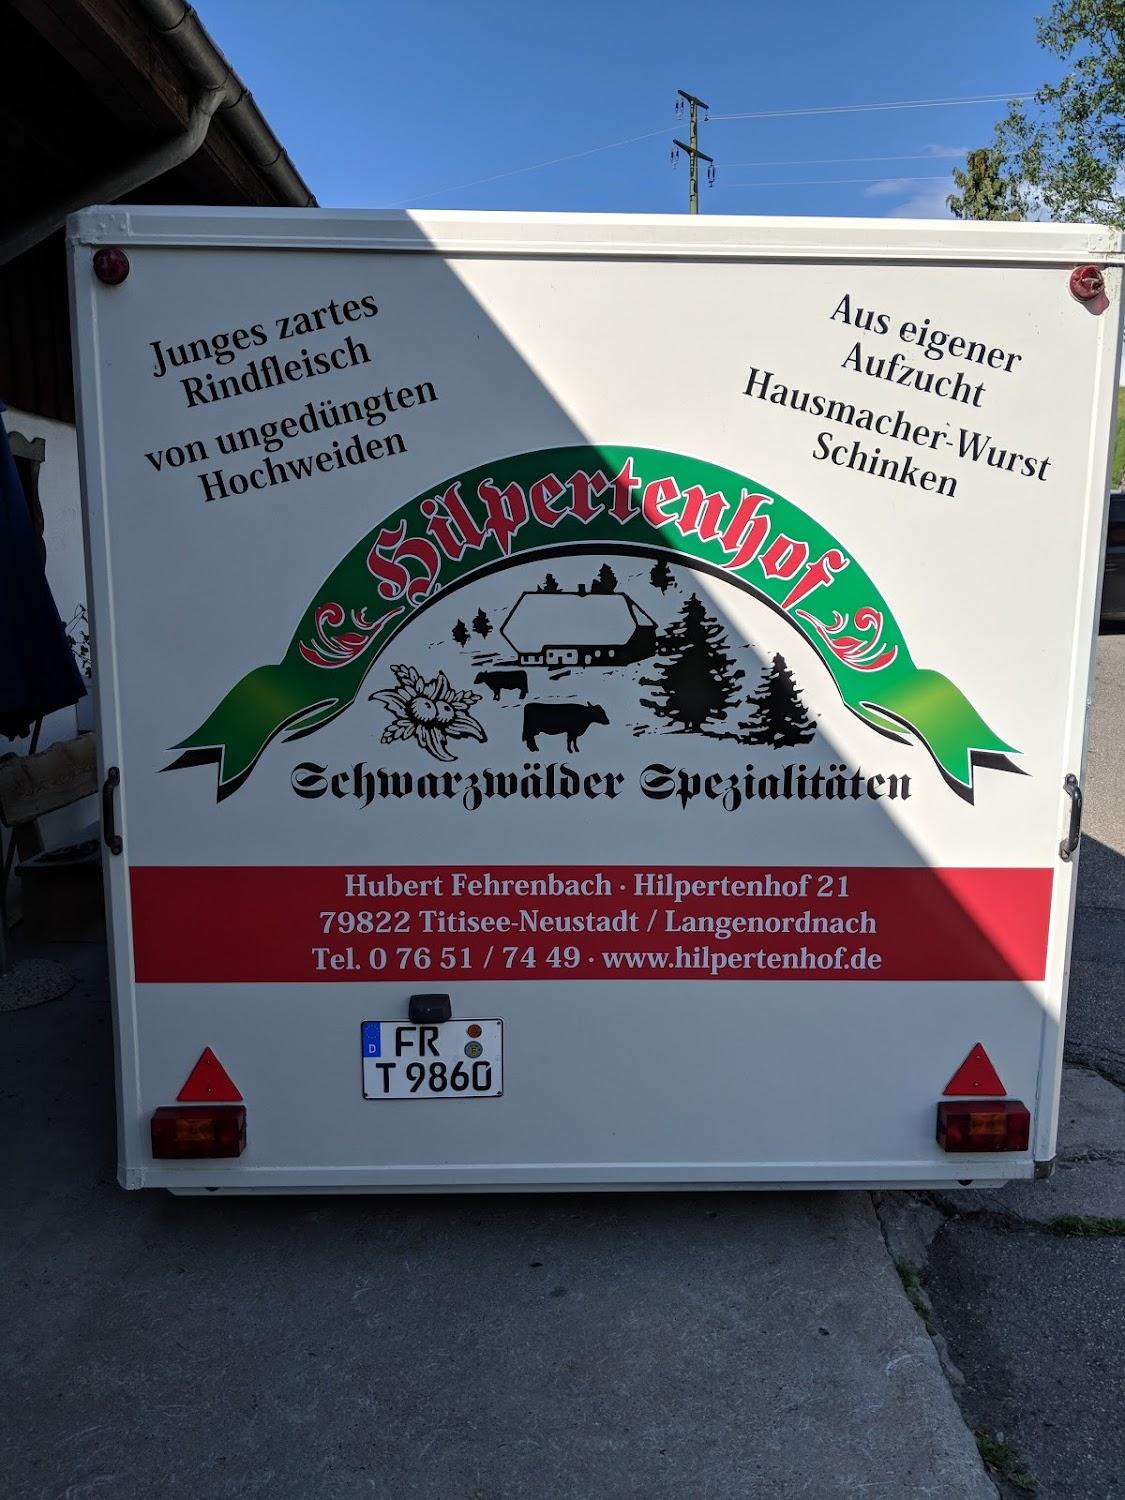 Junges zartes
Rindfleisch
von ungedüngten
Hochweiden
Aus eigener
Aufzucht
Hausmacher-Wurst
Schinken
Hilpertenhof
Schwarzwälder Spezialitäten
Hubert Fehrenbach · Hilpertenhof 21
79822 Titisee-Neustadt / Langenordnach
Tel. 0 76 51 / 74 49 · www.hilpertenhof.de
D FR
T 9860